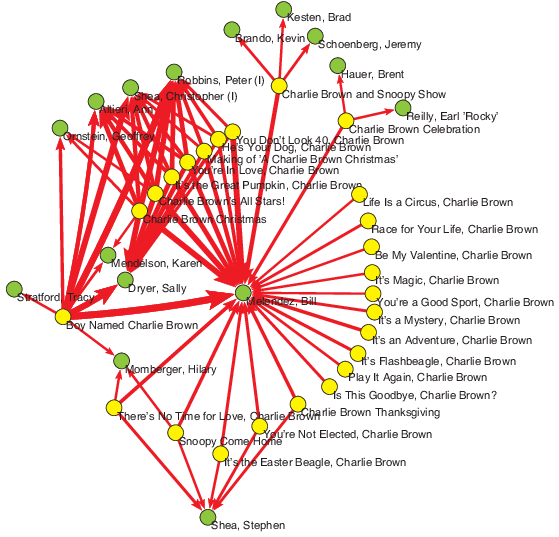 Kesten, Brad
Brando, Kevin
Schoenberg, Jeremy
Hauer, Brent
Robbins, Peter (I)
Charlie Brown and Snoopy Show
Shea, Christopher (I)
Altieri, Ann
Reilly, Earl 'Rocky'
Charlie Brown Celebration
Ornstein, Geoffrey
You Don't Look 40, Charlie Brown
He's Your Dog, Charlie Brown
Making of 'A Charlie Brown Christmas'
You're In Love, Charlie Brown
It's the Great Pumpkin, Charlie Brown
Charlie Brown's All Stars!
Life Is a Circus, Charlie Brown
Charlie Brown Christmas
Race for Your Life, Charlie Brown
Be My Valentine, Charlie Brown
Mendelson, Karen
It's Magic, Charlie Brown
Dryer, Sally
Stratford, Tracy
Melendez, Bill
You're a Good Sport, Charlie Brown
It's a Mystery, Charlie Brown
Boy Named Charlie Brown
It's an Adventure, Charlie Brown
It's Flashbeagle, Charlie Brown
Momberger, Hilary
Play It Again, Charlie Brown
Is This Goodbye, Charlie Brown?
There's No Time for Love, Charlie Brown
Charlie Brown Thanksgiving
You're Not Elected, Charlie Brown
Snoopy Come Home
It's the Easter Beagle, Charlie Brown
Shea, Stephen